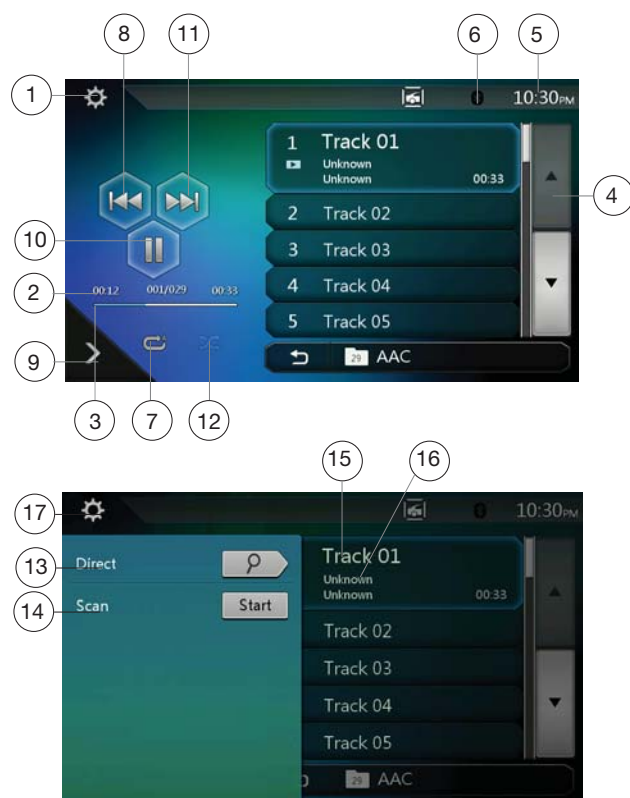 8 11 6 5
1 10:30PM
1 Track 01
Unknown
Unknown 00:33
4
2 Track 02
10
3 Track 03
2 00:12 001/029 00:33
4 Track 04
5 Track 05
9
29 AAC
3 7 12
15 16
17 10:30PM
13 Direct
Track 01
Unknown
Unknown 00:33
14 Scan Start
Track 02
Track 03
Track 04
Track 05
29 AAC